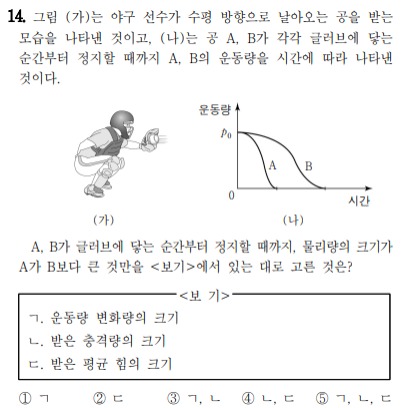 14. 그림 (가)는 야구 선수가 수평 방향으로 날아오는 공을 받는
모습을 나타낸 것이고, (나)는 공 A, B가 각각 글러브에 닿는
순간부터 정지할 때까지 A, B의 운동량을 시간에 따라 나타낸
것이다.
운동량
p₀
A
B
0
시간
(가)
(나)
A, B가 글러브에 닿는 순간부터 정지할 때까지, 물리량의 크기가
A가 B보다 큰 것만을 <보기>에서 있는 대로 고른 것은?
<보 기>
ㄱ. 운동량 변화량의 크기
ㄴ. 받은 충격량의 크기
ㄷ. 받은 평균 힘의 크기
① ㄱ ② ㄷ ③ ㄱ, ㄴ ④ ㄴ, ㄷ ⑤ ㄱ, ㄴ, ㄷ